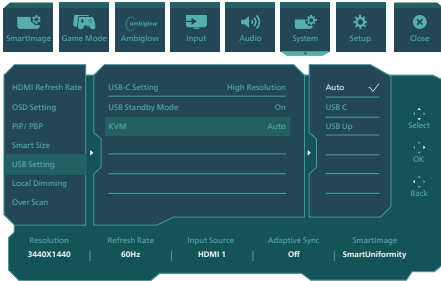 ambiglow
SmartImage Game Mode Ambiglow Input Audio System Setup Close
HDMI Refresh Rate USB-C Setting High Resolution Auto
OSD Setting USB Standby Mode On USB C
PIP/ PBP KVM Auto USB Up
Select
Smart Size
USB Setting
OK
Local Dimming
Back
Over Scan
Resolution Refresh Rate Input Source Adaptive Sync SmartImage
3440X1440 | 60Hz | HDMI 1 | Off | SmartUniformity